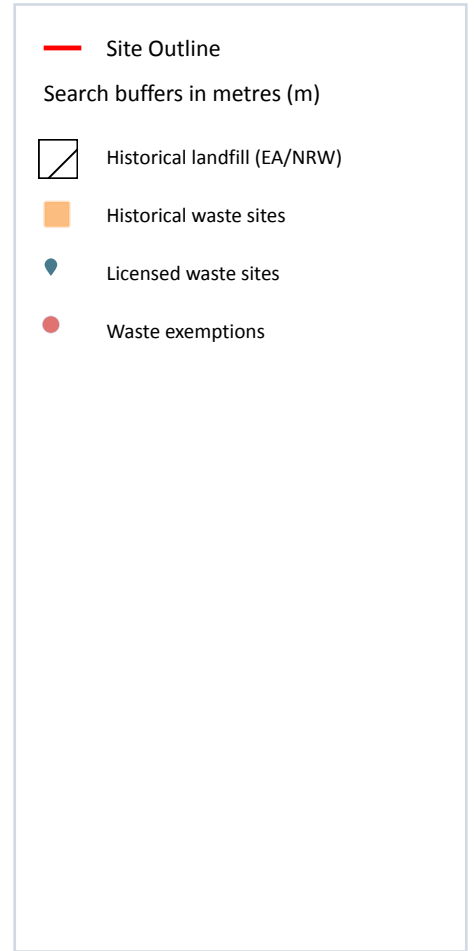 Site Outline
Search buffers in metres (m)
Historical landfill (EA/NRW)
Historical waste sites
Licensed waste sites
Waste exemptions